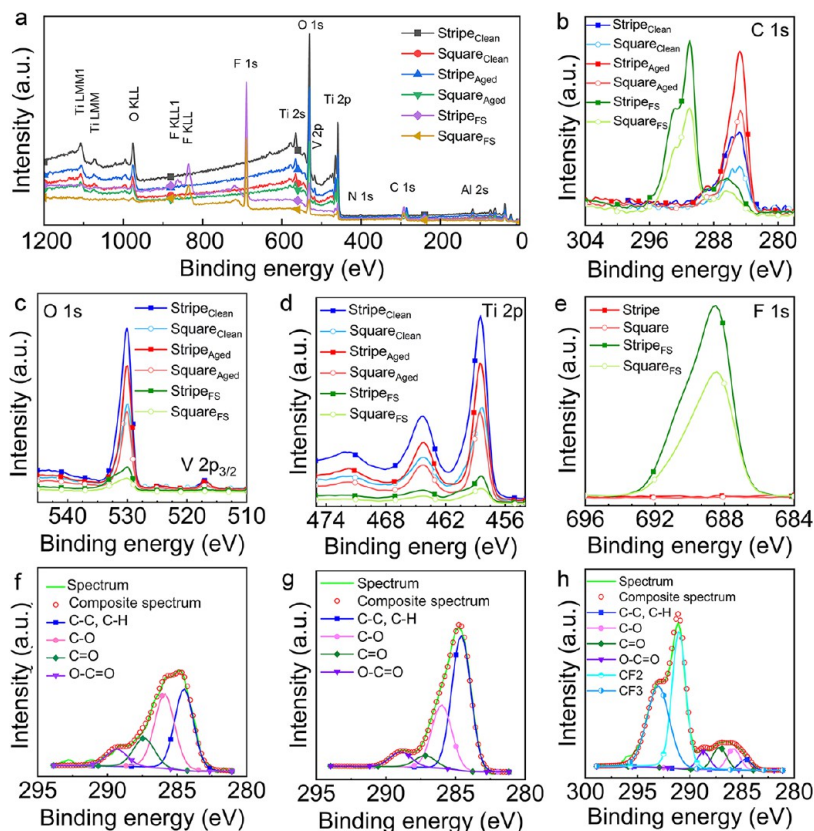 a
Intensity (a.u.)
Ti LMM1
Ti LMM
O KLL
F KLL1
F KLL
F 1s
Ti 2s
O 1s
V 2p
Ti 2p
N 1s
C 1s
Al 2s
Stripe_Clean
Square_Clean
Stripe_Aged
Square_Aged
Stripe_FS
Square_FS
1200 1000 800 600 400 200 0
Binding energy (eV)
b
C 1s
Intensity (a.u.)
Stripe_Clean
Square_Clean
Stripe_Aged
Square_Aged
Stripe_FS
Square_FS
304 296 288 280
Binding energy (eV)
c
O 1s
Intensity (a.u.)
Stripe_Clean
Square_Clean
Stripe_Aged
Square_Aged
Stripe_FS
Square_FS
V 2p3/2
540 530 520 510
Binding energy (eV)
d
Ti 2p
Intensity (a.u.)
Stripe_Clean
Square_Clean
Stripe_Aged
Square_Aged
Stripe_FS
Square_FS
474 468 462 456
Binding energ (eV)
e
F 1s
Intensity (a.u.)
Stripe
Square
Stripe_FS
Square_FS
696 692 688 684
Binding energy (eV)
f
Intensity (a.u.)
Spectrum
Composite spectrum
C-C, C-H
C-O
C=O
O-C=O
295 290 285 280
Binding energy (eV)
g
Intensity (a.u.)
Spectrum
Composite spectrum
C-C, C-H
C-O
C=O
O-C=O
295 290 285 280
Binding energy (eV)
h
Intensity (a.u.)
Spectrum
Composite spectrum
C-C, C-H
C-O
C=O
O-C=O
CF2
CF3
300 295 290 285 280
Binding energy (eV)